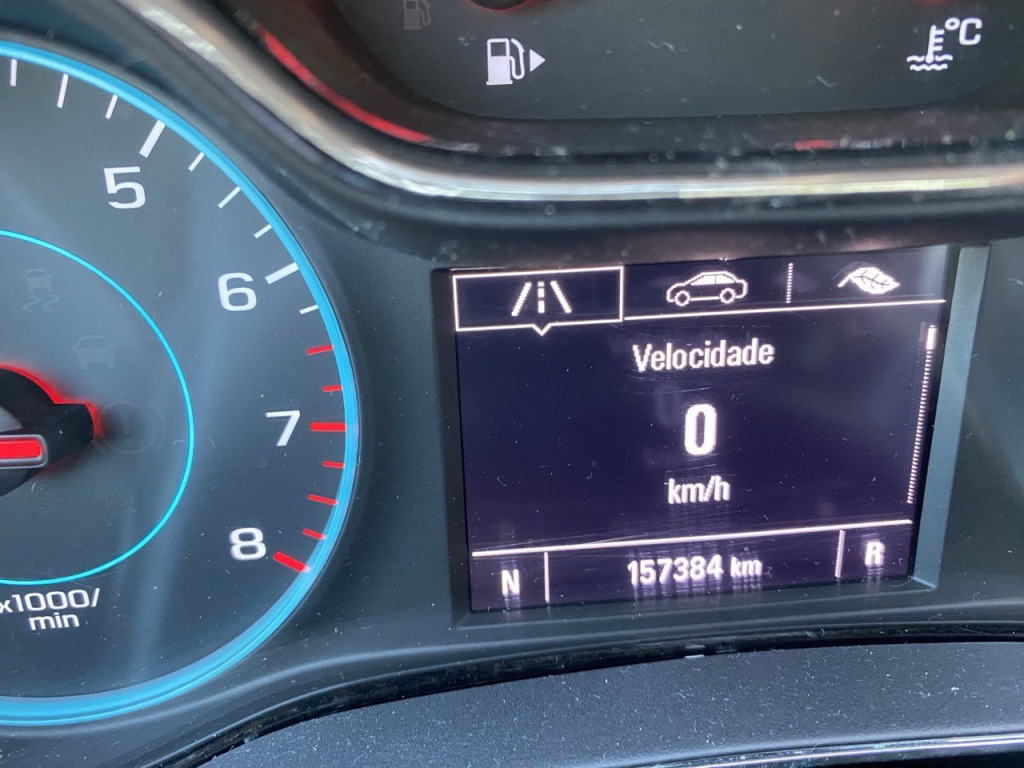 °C
5
6
7
8
x1000/
min
Velocidade
0
km/h
N 157384 km R